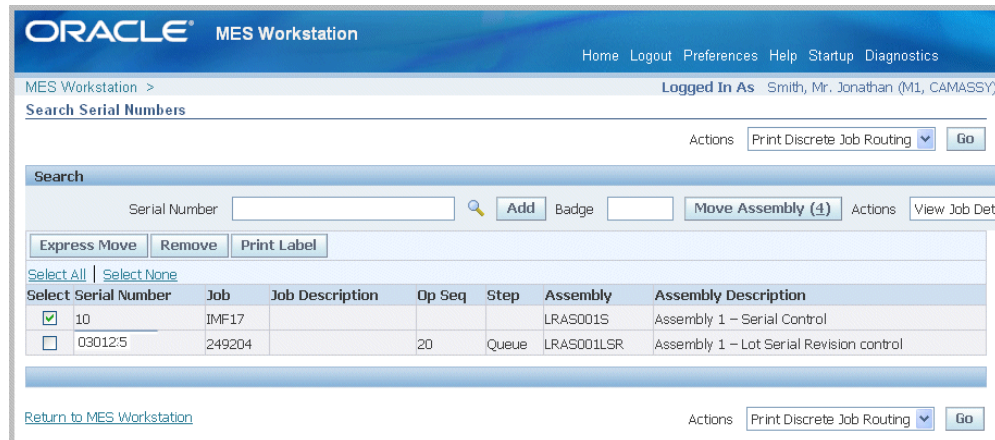 ORACLE® MES Workstation
Home Logout Preferences Help Startup Diagnostics
MES Workstation >
Logged In As Smith, Mr. Jonathan (M1, CAMASSY)
Search Serial Numbers
Actions Print Discrete Job Routing Go
Search
Serial Number Add Badge Move Assembly (4) Actions View Job Det
Express Move Remove Print Label
Select All | Select None
Select Serial Number Job Job Description Op Seq Step Assembly Assembly Description
10 IMF17 LRAS001S Assembly 1 – Serial Control
03012:5 249204 20 Queue LRAS001LSR Assembly 1 – Lot Serial Revision control
Return to MES Workstation
Actions Print Discrete Job Routing Go